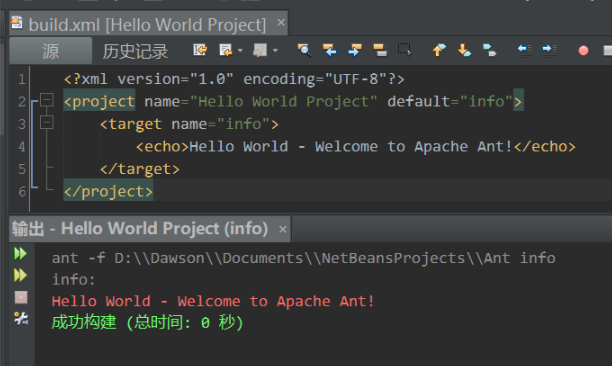 build.xml [Hello World Project]
源 历史记录
1 <?xml version="1.0" encoding="UTF-8"?>
2 <project name="Hello World Project" default="info">
3 <target name="info">
4 <echo>Hello World - Welcome to Apache Ant!</echo>
5 </target>
6 </project>
输出 - Hello World Project (info)
ant -f D:\\Dawson\\Documents\\NetBeansProjects\\Ant info
info:
Hello World - Welcome to Apache Ant!
成功构建 (总时间: 0 秒)